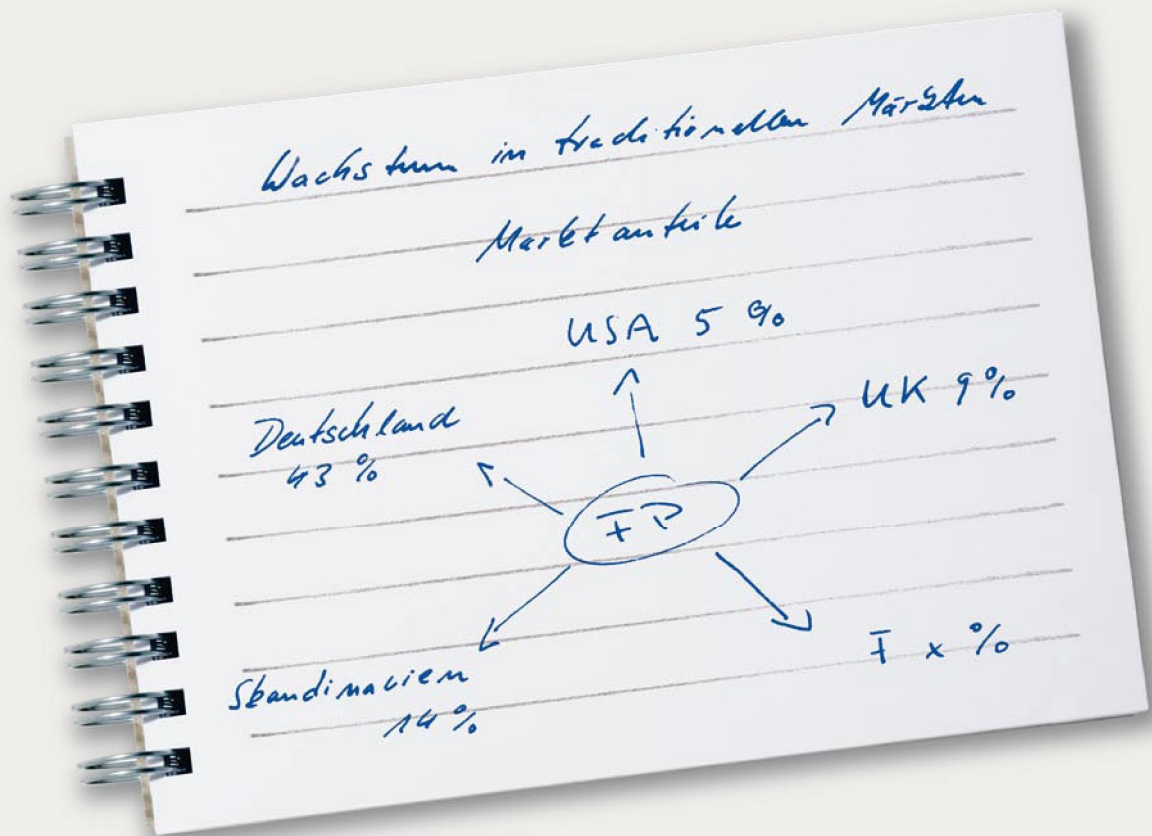 Wachstum in traditionellen Märkten
Marktanteile
USA 5 %
UK 9 %
Deutschland
43 %
FP
Skandinavien
14 %
F x %